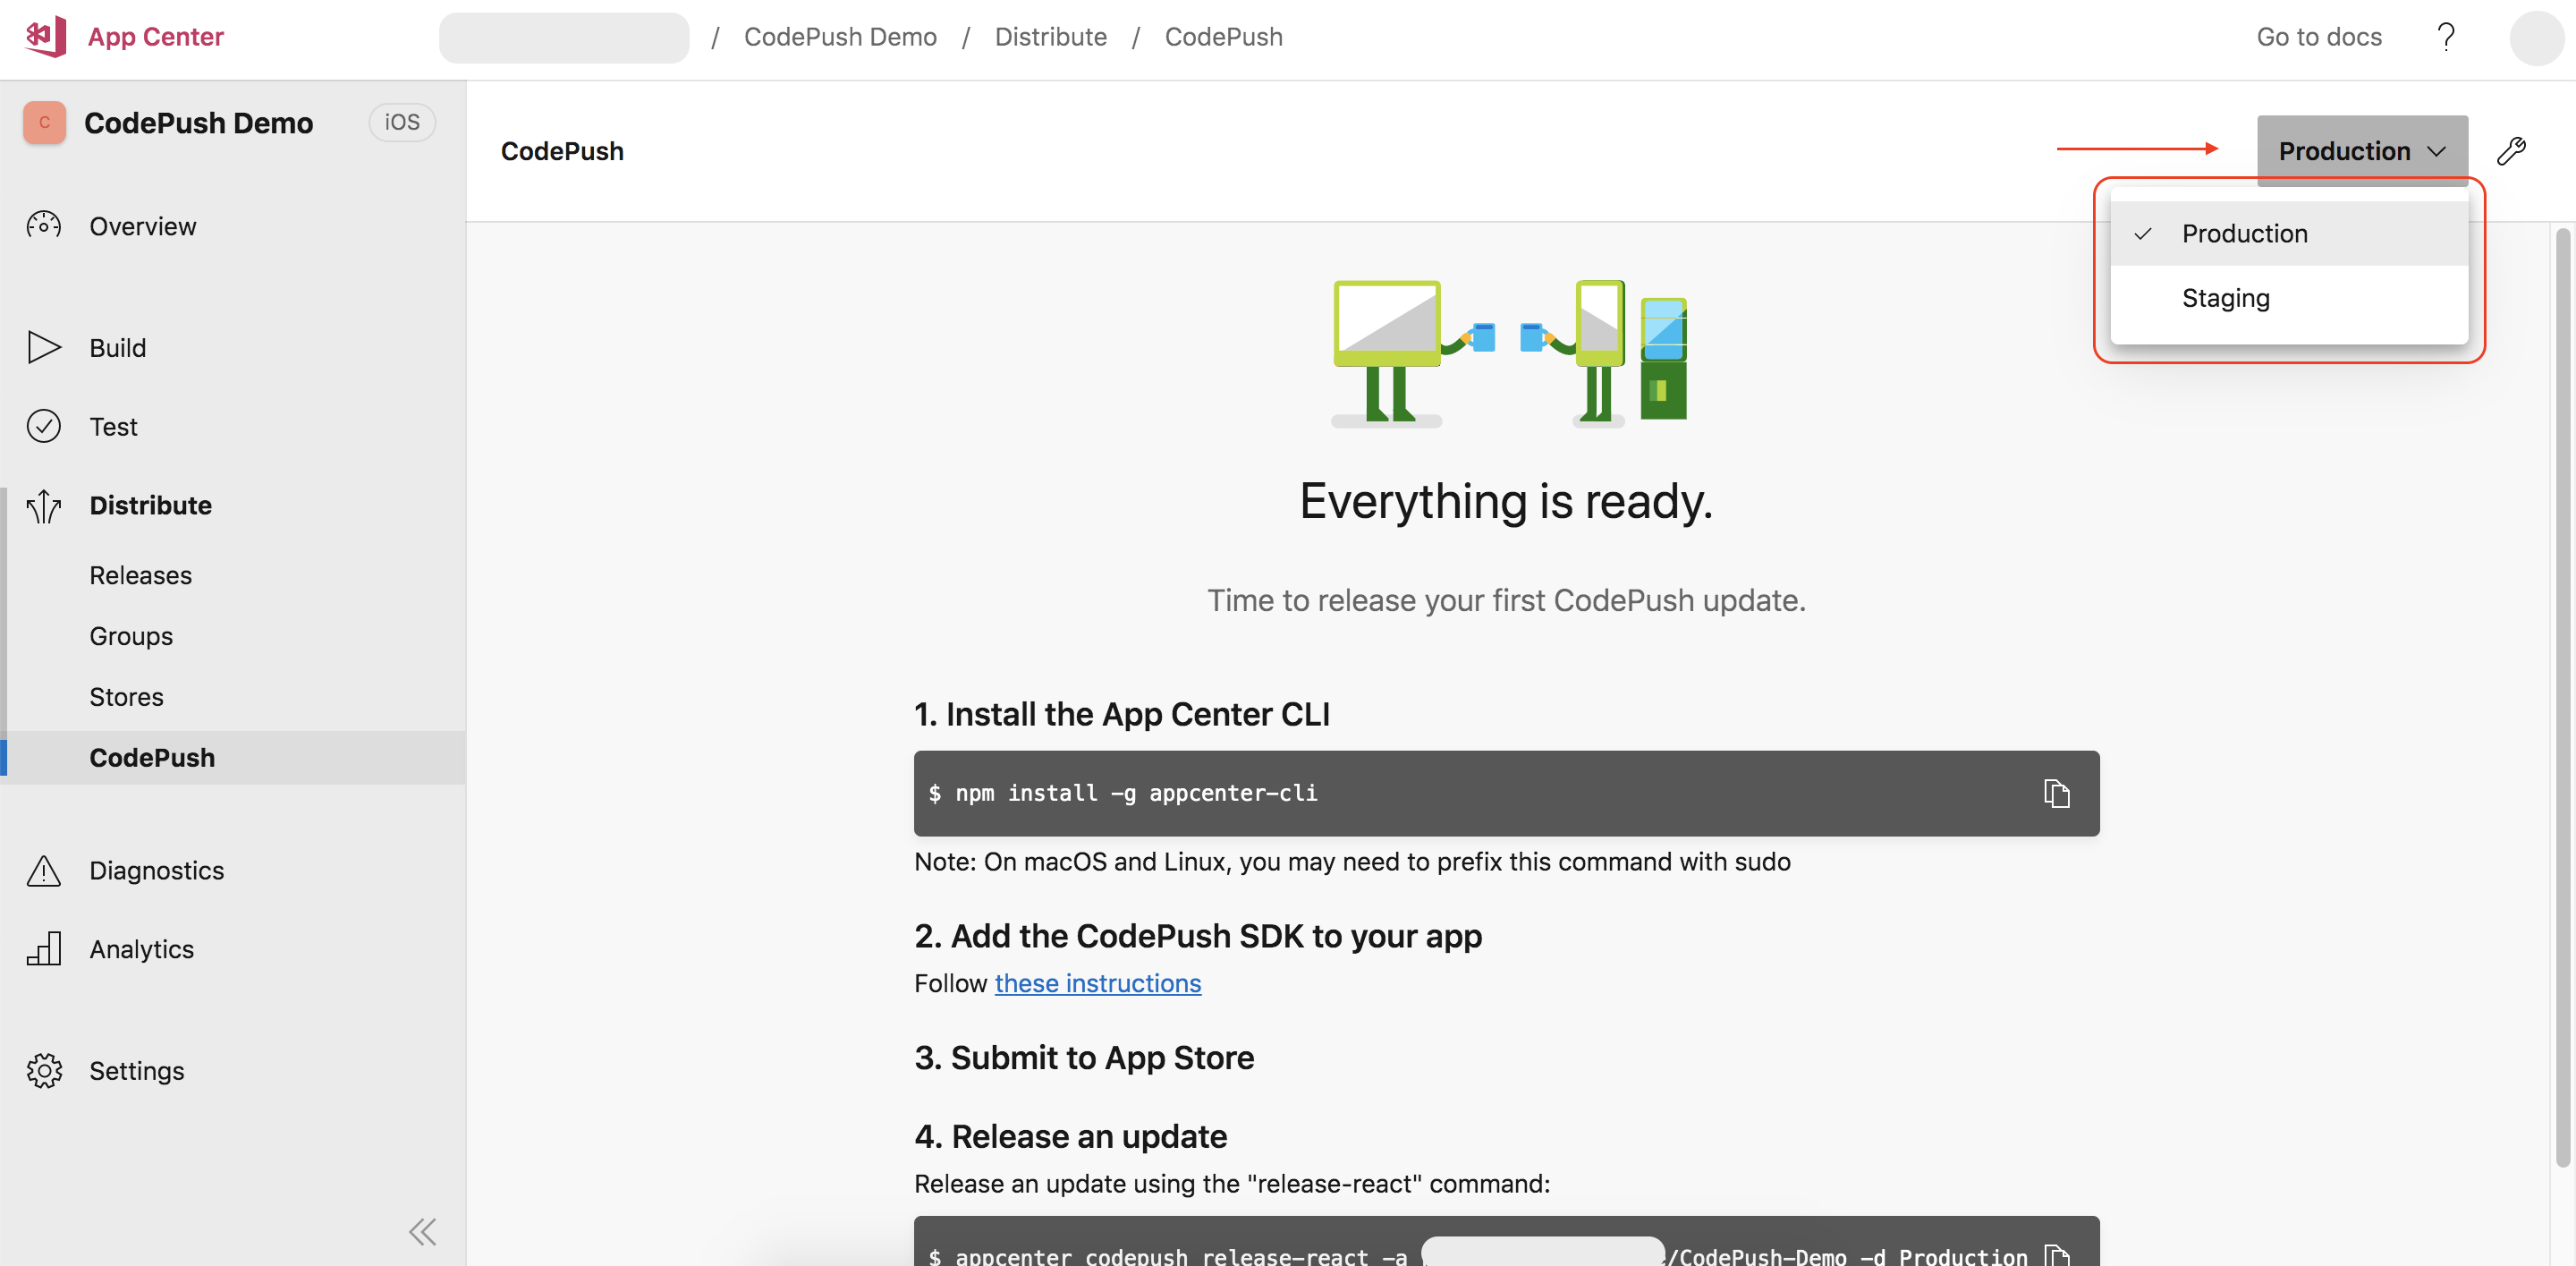 App Center
/ CodePush Demo / Distribute / CodePush
Go to docs
?
C
CodePush Demo
iOS
Overview
Build
Test
Distribute
Releases
Groups
Stores
CodePush
Diagnostics
Analytics
Settings
CodePush
Production
Production
Staging
Everything is ready.
Time to release your first CodePush update.
1. Install the App Center CLI
$ npm install -g appcenter-cli
Note: On macOS and Linux, you may need to prefix this command with sudo
2. Add the CodePush SDK to your app
Follow these instructions
3. Submit to App Store
4. Release an update
Release an update using the "release-react" command:
$ appcenter codepush release-react -a /CodePush-Demo -d Production